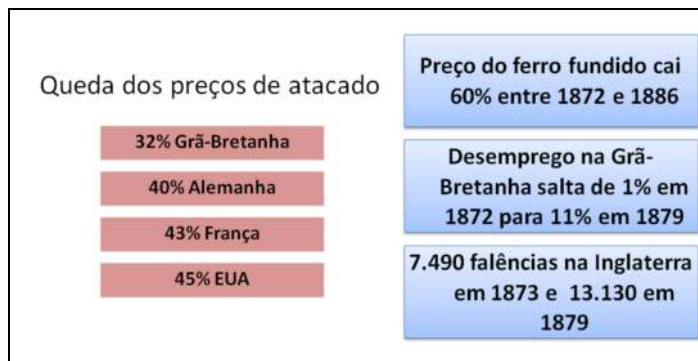 Queda dos preços de atacado
32% Grã-Bretanha
40% Alemanha
43% França
45% EUA
Preço do ferro fundido cai
60% entre 1872 e 1886
Desemprego na Grã-
Bretanha salta de 1% em
1872 para 11% em 1879
7.490 falências na Inglaterra
em 1873 e 13.130 em
1879